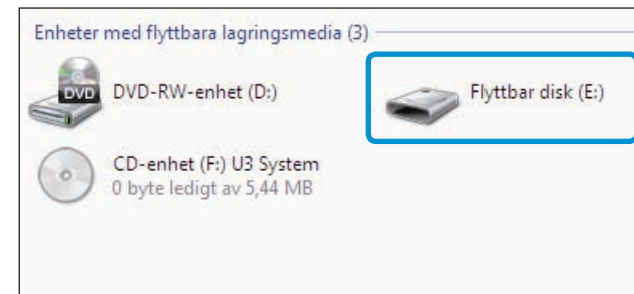 Enheter med flyttbara lagringsmedia (3)
DVD
DVD-RW-enhet (D:)
Flyttbar disk (E:)
CD-enhet (F:) U3 System
0 byte ledigt av 5,44 MB